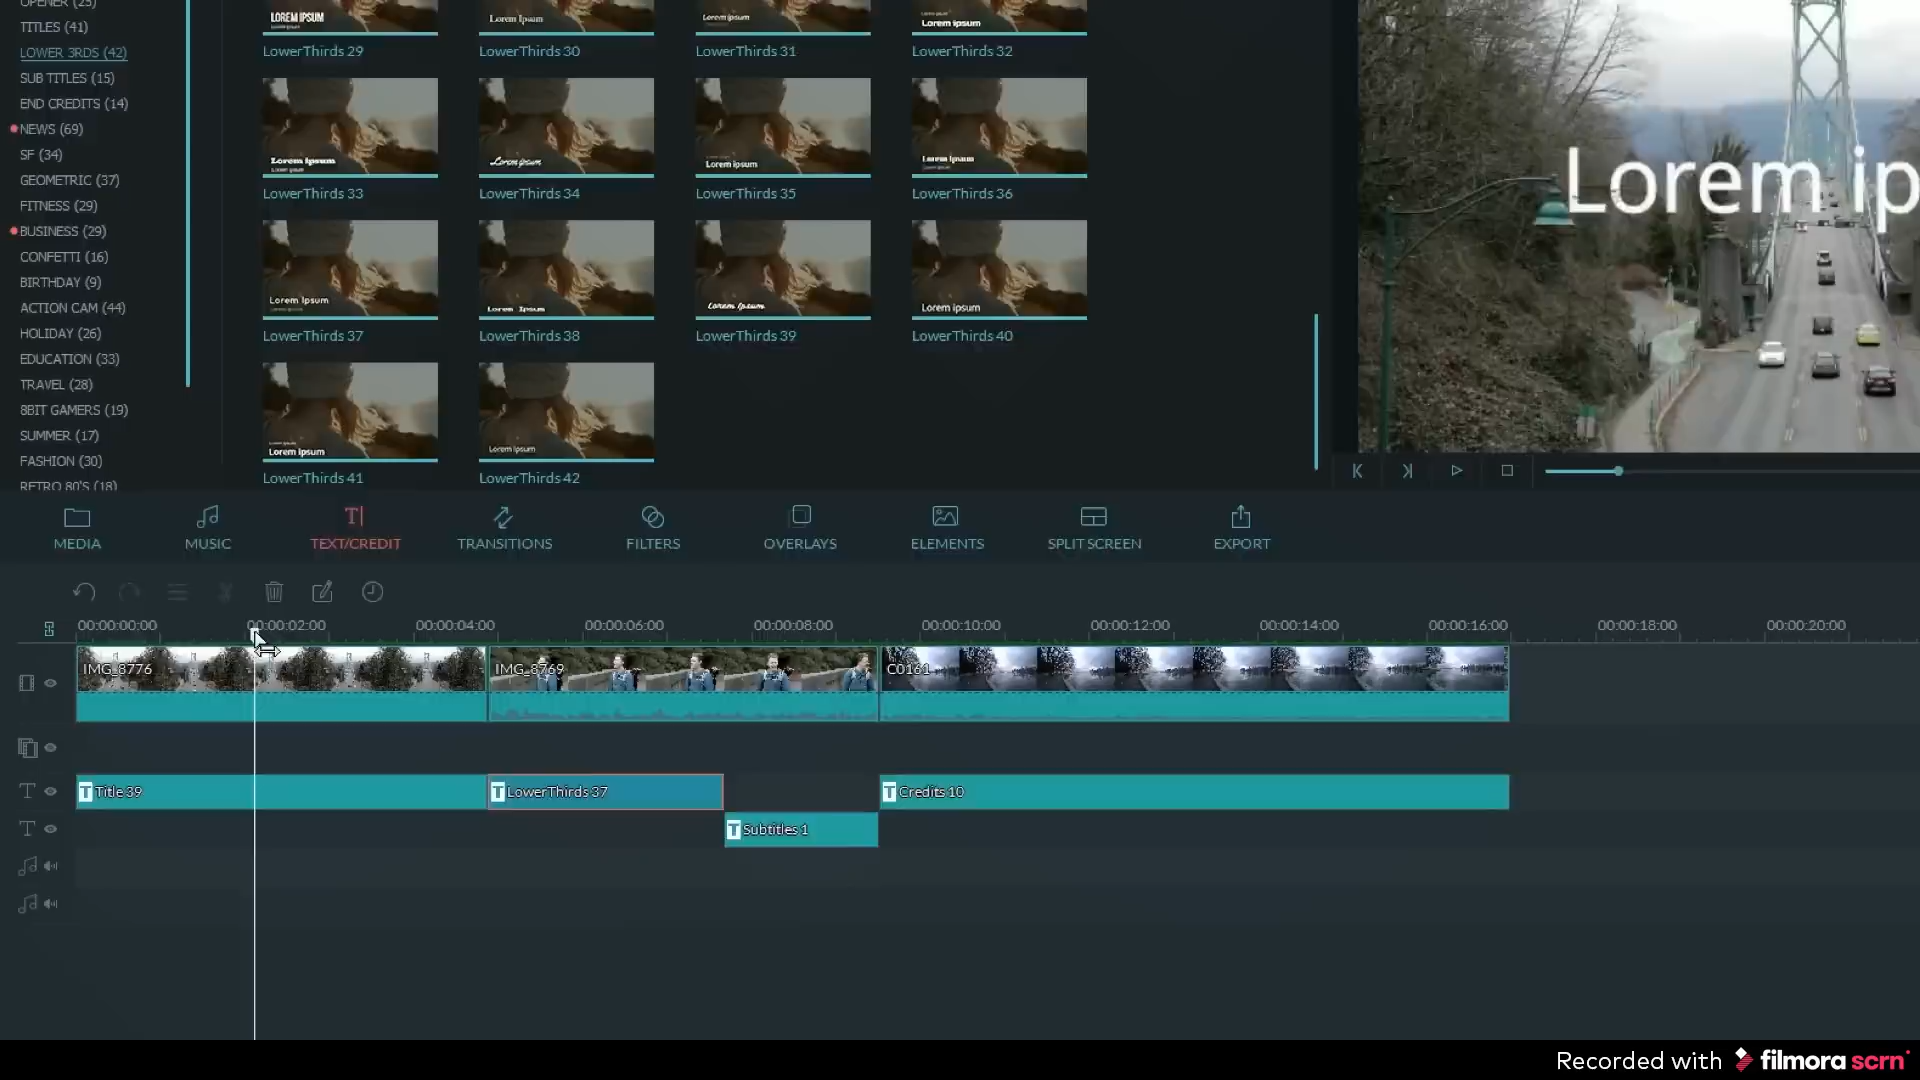 OPENER (25)
TITLES (41)
LOWER 3RDS (42)
SUB TITLES (15)
END CREDITS (14)
NEWS (69)
SF (34)
GEOMETRIC (37)
FITNESS (29)
BUSINESS (29)
CONFETTI (16)
BIRTHDAY (9)
ACTION CAM (44)
HOLIDAY (26)
EDUCATION (33)
TRAVEL (28)
8BIT GAMERS (19)
SUMMER (17)
FASHION (30)
RETRO 80'S (18)
LOREM IPSUM
Lorem Ipsum
Lorem ipsum
Lorem ipsum
LowerThirds 29
LowerThirds 30
LowerThirds 31
LowerThirds 32
Lorem ipsum
Lorem ipsum
Lorem ipsum
Lorem ipsum
Lorem ipsum
LowerThirds 33
LowerThirds 34
LowerThirds 35
LowerThirds 36
Lorem Ipsum
Lorem Ipsum
Lorem Ipsum
Lorem ipsum
LowerThirds 37
LowerThirds 38
LowerThirds 39
LowerThirds 40
Lorem ipsum
Lorem ipsum
Lorem ipsum
LowerThirds 41
LowerThirds 42
Lorem ip
MEDIA
MUSIC
TEXT/CREDIT
TRANSITIONS
FILTERS
OVERLAYS
ELEMENTS
SPLIT SCREEN
EXPORT
00:00:00:00
00:00:02:00
00:00:04:00
00:00:06:00
00:00:08:00
00:00:10:00
00:00:12:00
00:00:14:00
00:00:16:00
00:00:18:00
00:00:20:00
IMG_8776
IMG_8769
C0161
T Title 39
T LowerThirds 37
T Credits 10
T Subtitles 1
Recorded with filmora scrn